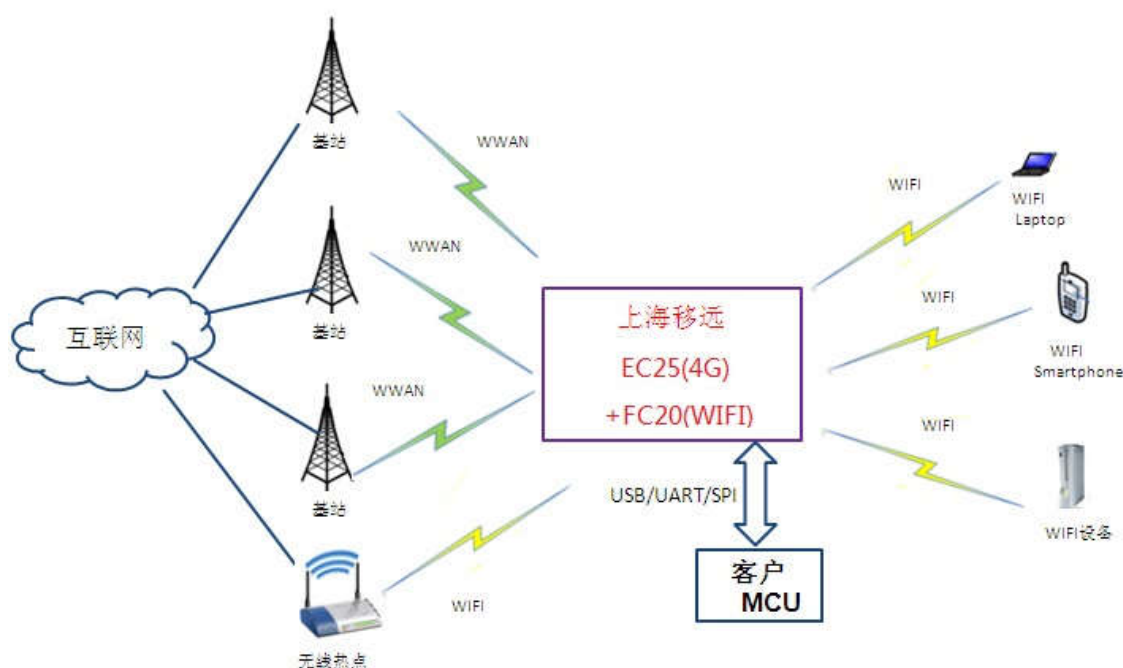 基站
WWAN
WIFI
WIFI
Laptop
基站
WWAN
WIFI
WIFI
Smartphone
互联网
上海移远
EC25(4G)
+FC20(WIFI)
基站
WWAN
WIFI
WIFI设备
USB/UART/SPI
客户
MCU
WIFI
无线热点